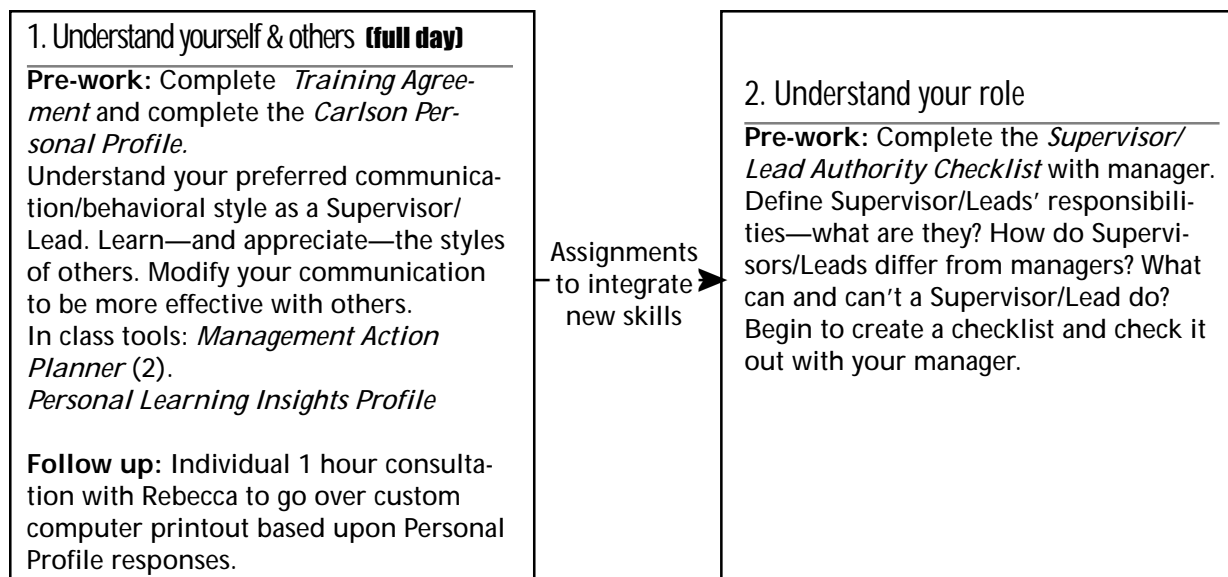 1. Understand yourself & others (full day)
Pre-work: Complete Training Agree-
ment and complete the Carlson Per-
sonal Profile.
Understand your preferred communica-
tion/behavioral style as a Supervisor/
Lead. Learn—and appreciate—the styles
of others. Modify your communication
to be more effective with others.
In class tools: Management Action
Planner (2).
Personal Learning Insights Profile
Follow up: Individual 1 hour consulta-
tion with Rebecca to go over custom
computer printout based upon Personal
Profile responses.
Assignments
to integrate
new skills
2. Understand your role
Pre-work: Complete the Supervisor/
Lead Authority Checklist with manager.
Define Supervisor/Leads’ responsibili-
ties—what are they? How do Supervi-
sors/Leads differ from managers? What
can and can’t a Supervisor/Lead do?
Begin to create a checklist and check it
out with your manager.